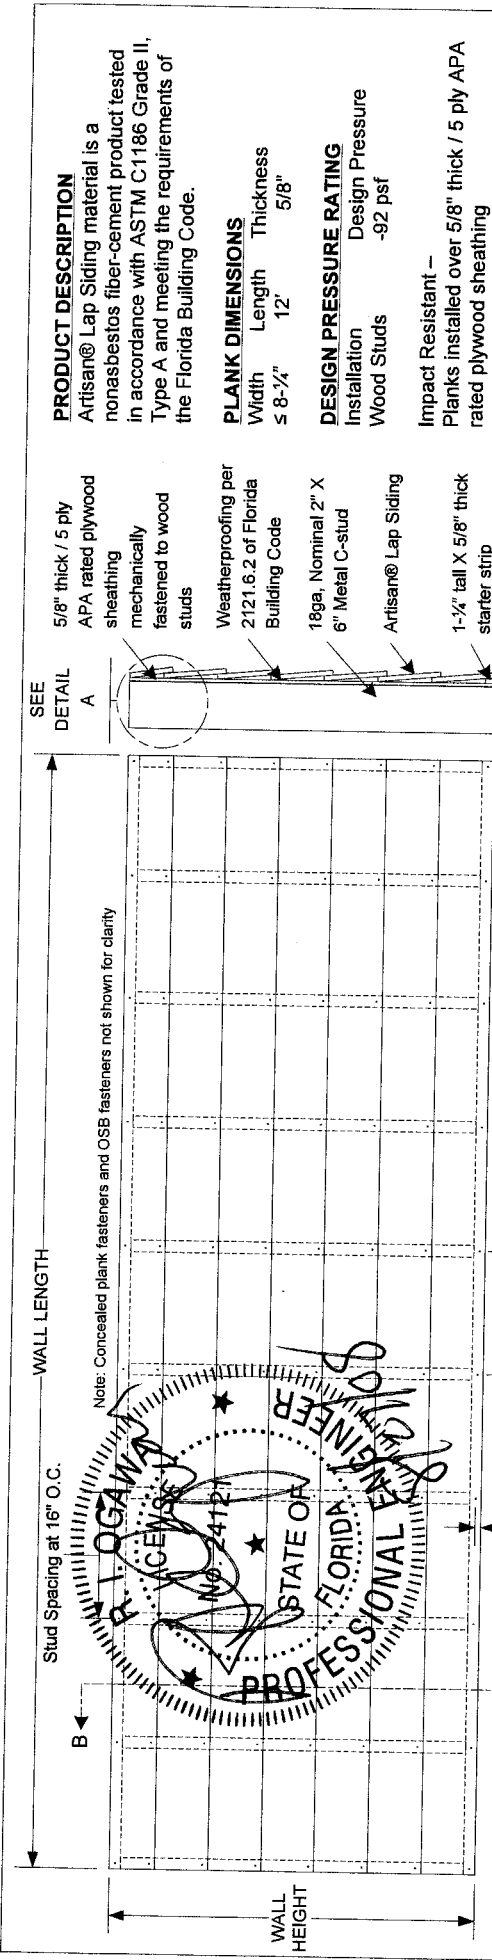 WALL LENGTH
Stud Spacing at 16" O.C.
B
Note: Concealed plank fasteners and OSB fasteners not shown for clarity
WALL
HEIGHT
R I OGAWA
LICENSE
No 24121
STATE OF
FLORIDA
PROFESSIONAL ENGINEER
SEE
DETAIL
A
5/8" thick / 5 ply
APA rated plywood
sheathing
mechanically
fastened to wood
studs
Weatherproofing per
2121.6.2 of Florida
Building Code
18ga, Nominal 2" X
6" Metal C-stud
Artisan® Lap Siding
1-¼" tall X 5/8" thick
starter strip
PRODUCT DESCRIPTION
Artisan® Lap Siding material is a
nonasbestos fiber-cement product tested
in accordance with ASTM C1186 Grade II,
Type A and meeting the requirements of
the Florida Building Code.
PLANK DIMENSIONS
Width Length Thickness
≤ 8-¼" 12' 5/8"
DESIGN PRESSURE RATING
Installation Design Pressure
Wood Studs -92 psf
Impact Resistant –
Planks installed over 5/8" thick / 5 ply APA
rated plywood sheathing